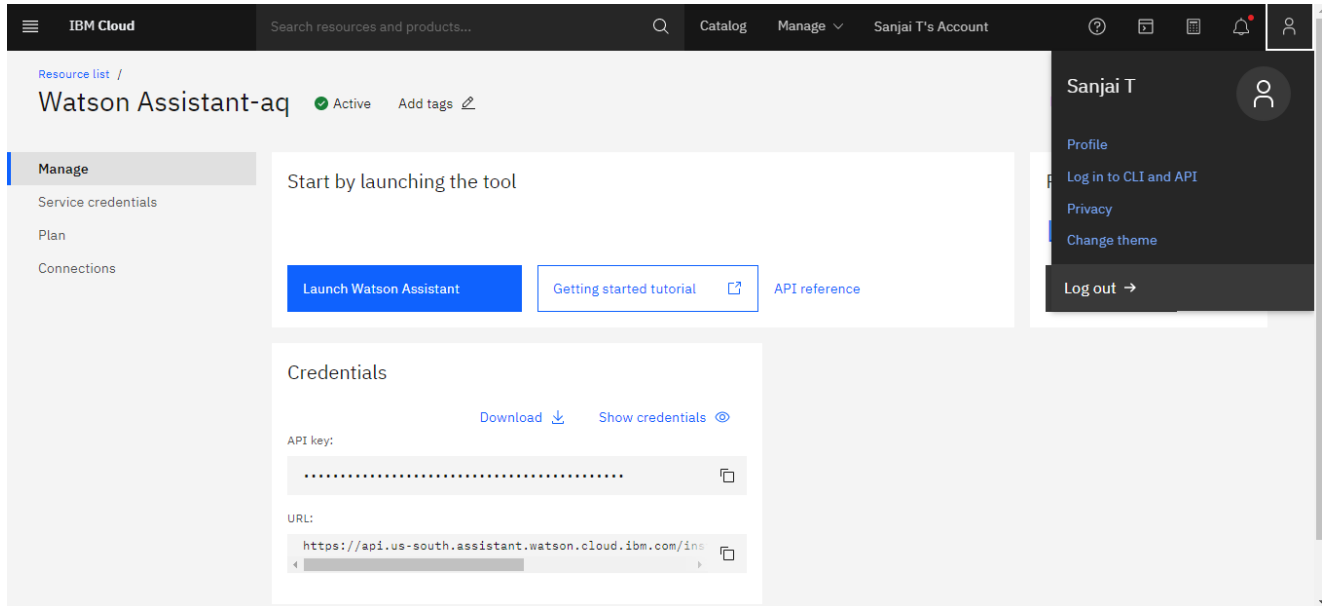 IBM Cloud
Search resources and products...
Catalog
Manage
Sanjai T's Account
Resource list /
Watson Assistant-aq
Active
Add tags
Sanjai T
Profile
Log in to CLI and API
Privacy
Change theme
Log out →
Manage
Service credentials
Plan
Connections
Start by launching the tool
Launch Watson Assistant
Getting started tutorial
API reference
Credentials
Download
Show credentials
API key:
............................................
URL:
https://api.us-south.assistant.watson.cloud.ibm.com/ins